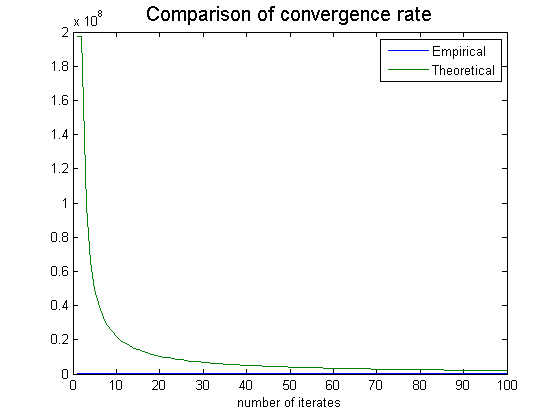 Comparison of convergence rate
x 10^8
Empirical
Theoretical
2
1.8
1.6
1.4
1.2
1
0.8
0.6
0.4
0.2
0
0 10 20 30 40 50 60 70 80 90 100
number of iterates